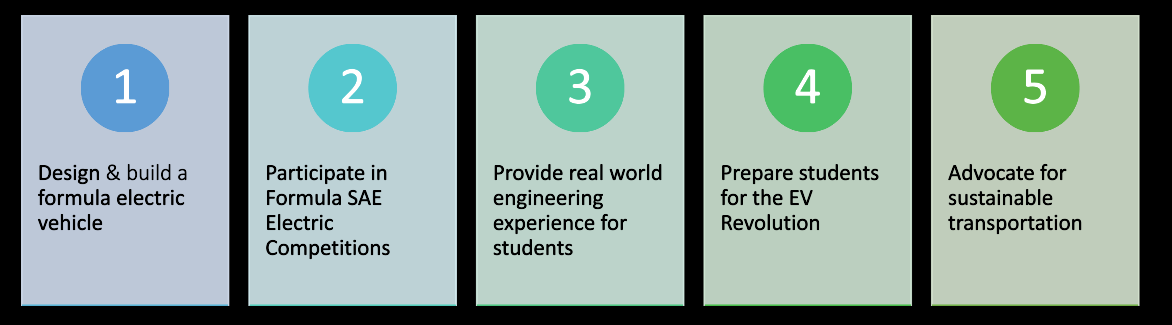 1
Design & build a
formula electric
vehicle
2
Participate in
Formula SAE
Electric
Competitions
3
Provide real world
engineering
experience for
students
4
Prepare students
for the EV
Revolution
5
Advocate for
sustainable
transportation